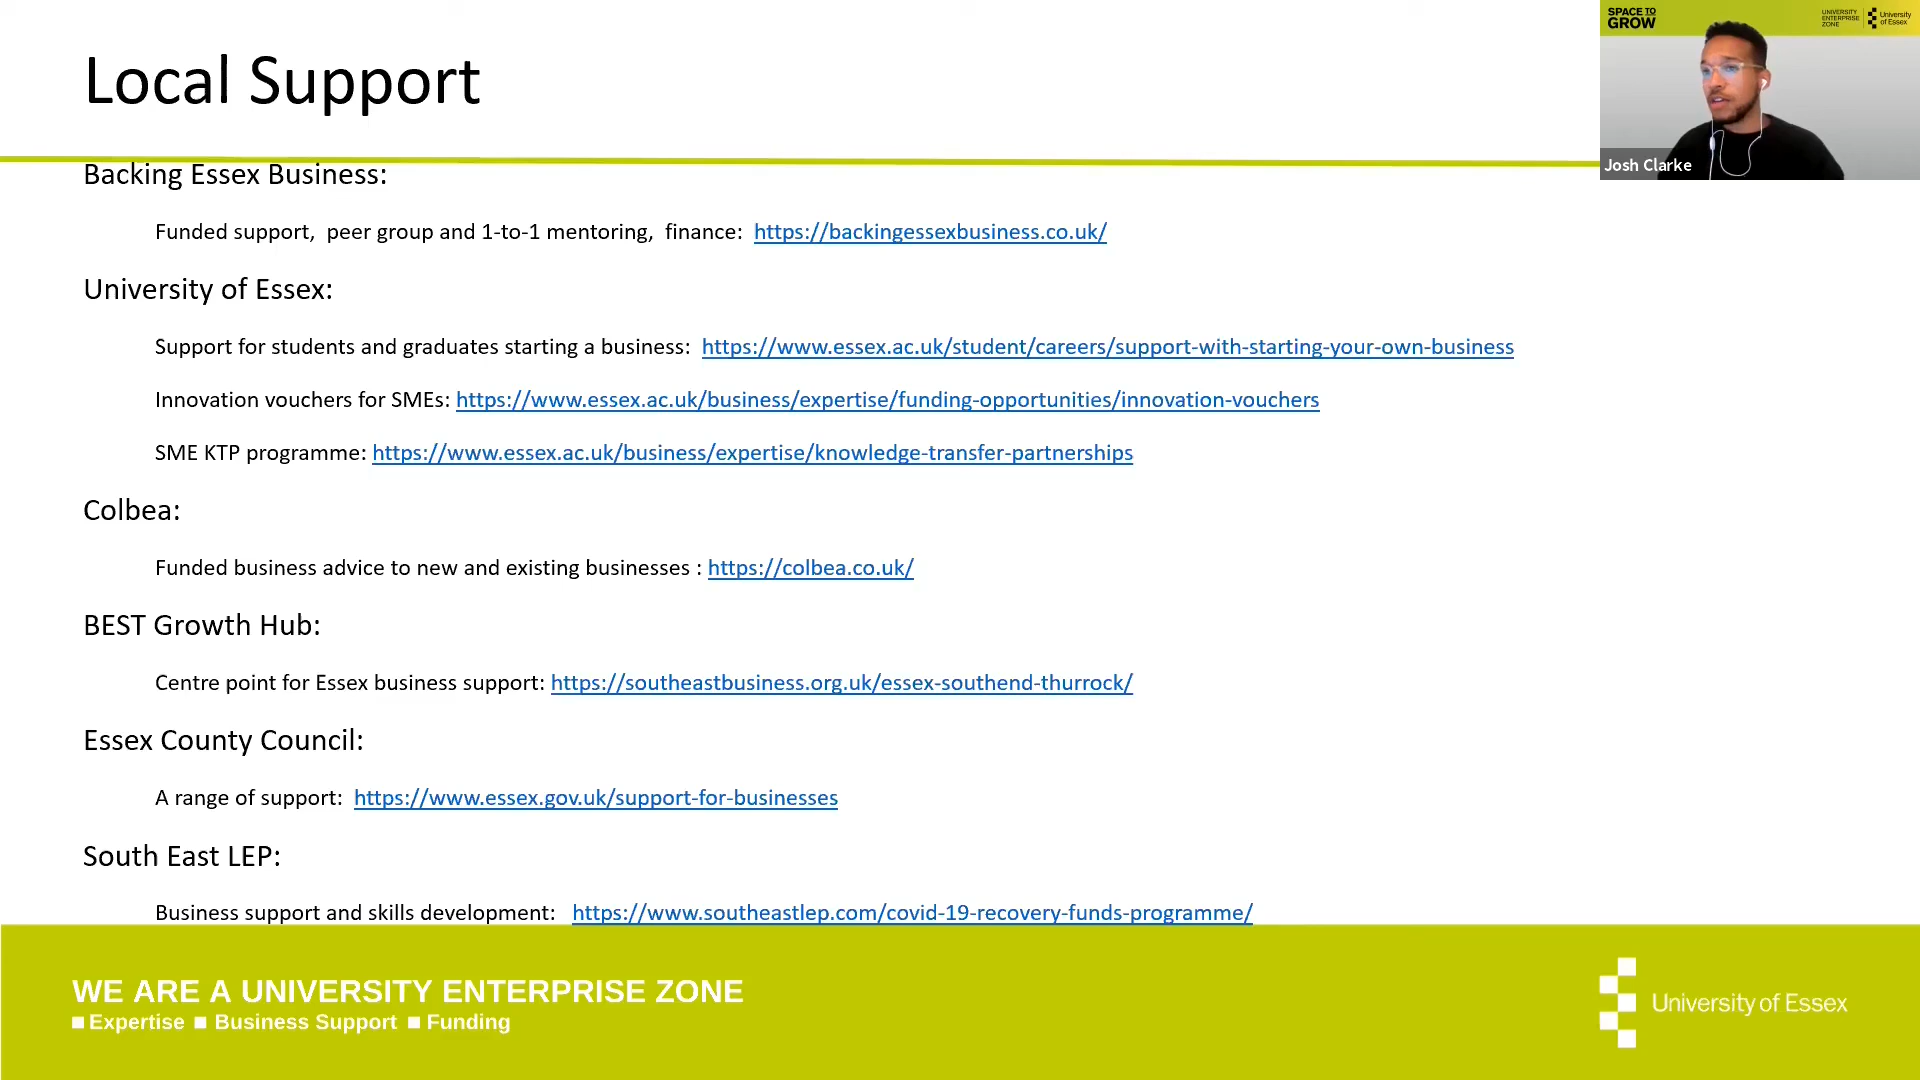 Local Support
SPACE TO
GROW
UNIVERSITY
ENTERPRISE
ZONE
University
of Essex
Josh Clarke
Backing Essex Business:
Funded support, peer group and 1-to-1 mentoring, finance: https://backingessexbusiness.co.uk/
University of Essex:
Support for students and graduates starting a business: https://www.essex.ac.uk/student/careers/support-with-starting-your-own-business
Innovation vouchers for SMEs: https://www.essex.ac.uk/business/expertise/funding-opportunities/innovation-vouchers
SME KTP programme: https://www.essex.ac.uk/business/expertise/knowledge-transfer-partnerships
Colbea:
Funded business advice to new and existing businesses : https://colbea.co.uk/
BEST Growth Hub:
Centre point for Essex business support: https://southeastbusiness.org.uk/essex-southend-thurrock/
Essex County Council:
A range of support: https://www.essex.gov.uk/support-for-businesses
South East LEP:
Business support and skills development: https://www.southeastlep.com/covid-19-recovery-funds-programme/
WE ARE A UNIVERSITY ENTERPRISE ZONE
Expertise Business Support Funding
University of Essex